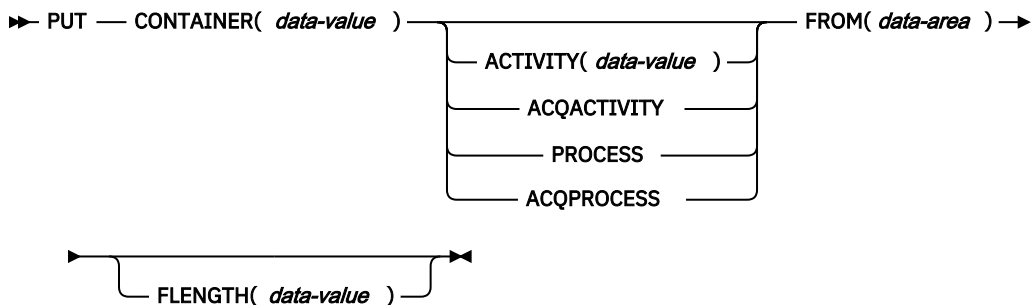 PUT CONTAINER( data-value ) FROM( data-area )
ACTIVITY( data-value )
ACQACTIVITY
PROCESS
ACQPROCESS
FLENGTH( data-value )